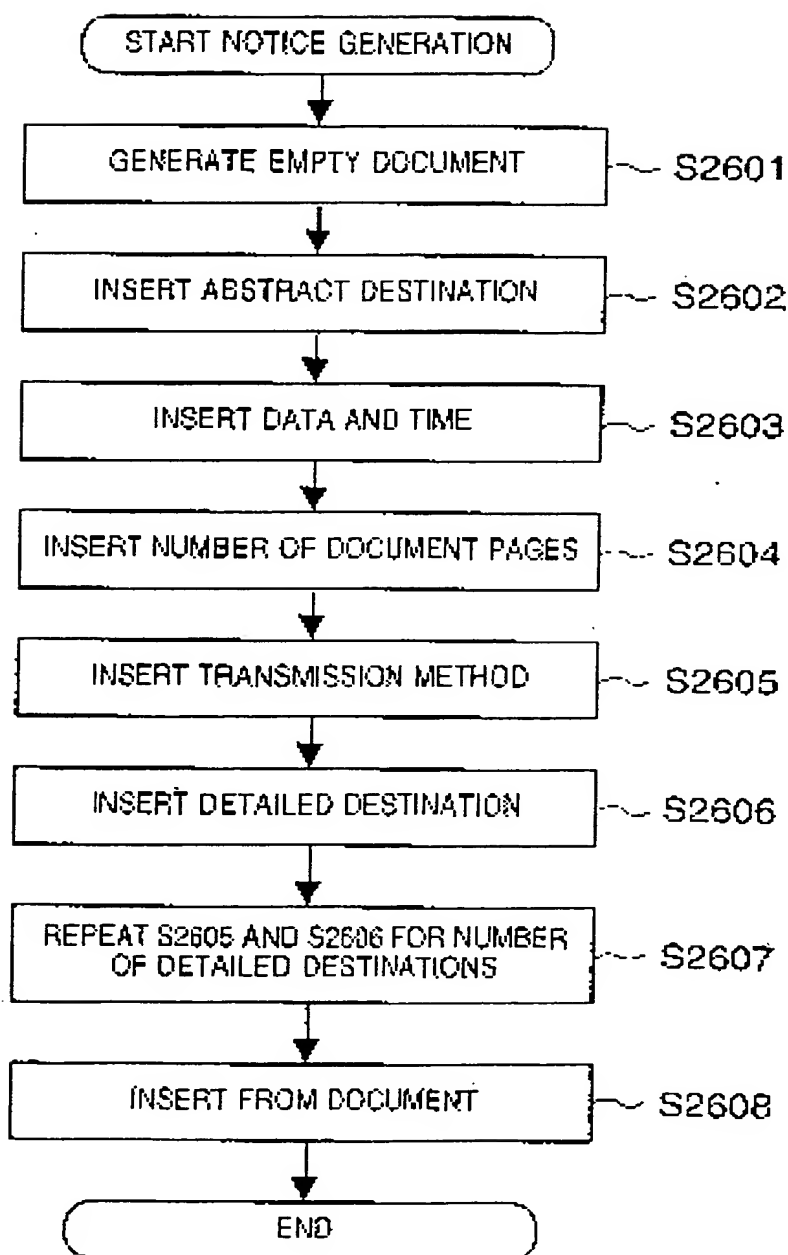 START NOTICE GENERATION
GENERATE EMPTY DOCUMENT
S2601
INSERT ABSTRACT DESTINATION
S2602
INSERT DATA AND TIME
S2603
INSERT NUMBER OF DOCUMENT PAGES
S2604
INSERT TRANSMISSION METHOD
S2605
INSERT DETAILED DESTINATION
S2606
REPEAT S2605 AND S2606 FOR NUMBER
OF DETAILED DESTINATIONS
S2607
INSERT FROM DOCUMENT
S2608
END